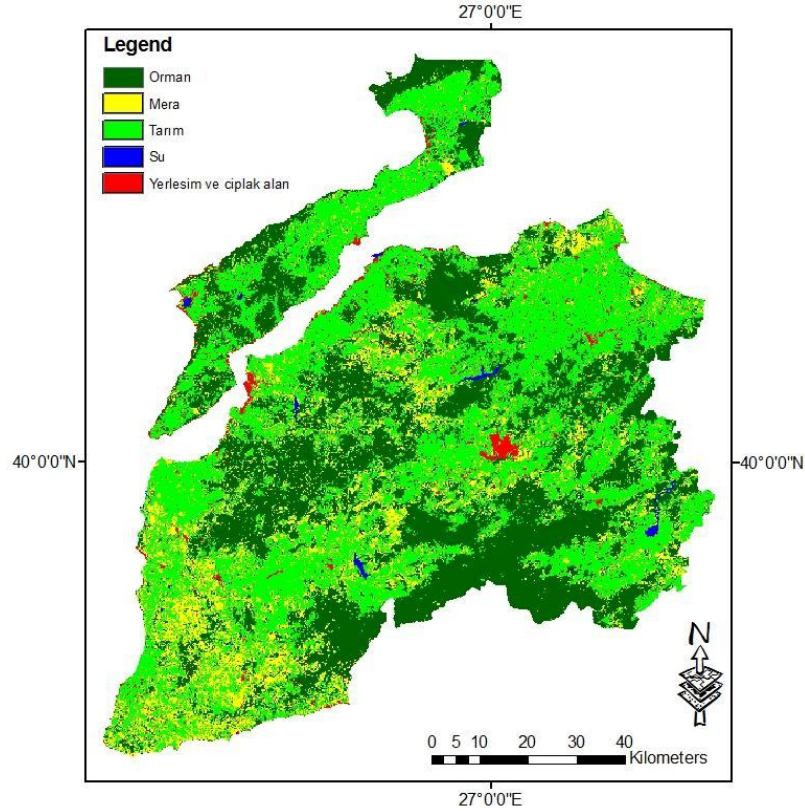 27°0'0"E
Legend
Orman
Mera
Tarım
Su
Yerlesim ve ciplak alan
40°0'0"N
40°0'0"N
N
0 5 10 20 30 40
Kilometers
27°0'0"E